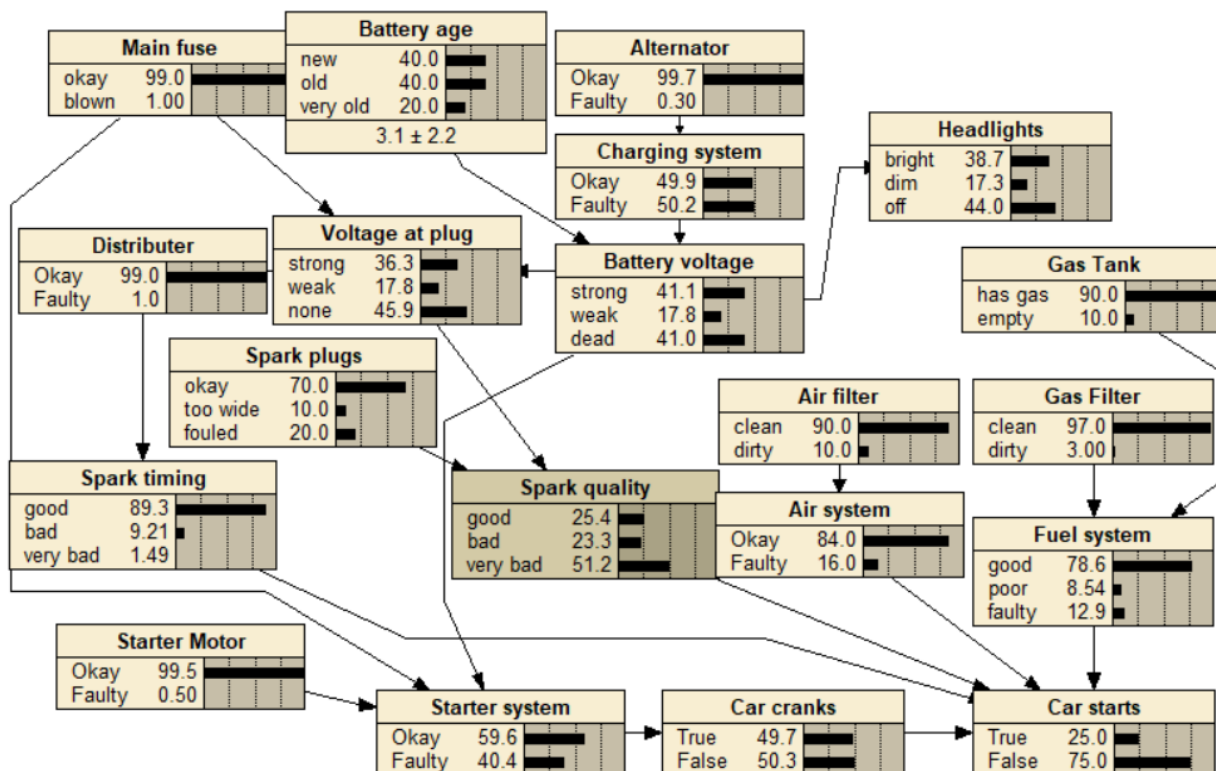 Main fuse
okay 99.0
blown 1.00
Battery age
new 40.0
old 40.0
very old 20.0
3.1 ± 2.2
Alternator
Okay 99.7
Faulty 0.30
Charging system
Okay 49.9
Faulty 50.2
Headlights
bright 38.7
dim 17.3
off 44.0
Distributer
Okay 99.0
Faulty 1.0
Voltage at plug
strong 36.3
weak 17.8
none 45.9
Battery voltage
strong 41.1
weak 17.8
dead 41.0
Gas Tank
has gas 90.0
empty 10.0
Spark plugs
okay 70.0
too wide 10.0
fouled 20.0
Air filter
clean 90.0
dirty 10.0
Gas Filter
clean 97.0
dirty 3.00
Spark timing
good 89.3
bad 9.21
very bad 1.49
Spark quality
good 25.4
bad 23.3
very bad 51.2
Air system
Okay 84.0
Faulty 16.0
Fuel system
good 78.6
poor 8.54
faulty 12.9
Starter Motor
Okay 99.5
Faulty 0.50
Starter system
Okay 59.6
Faulty 40.4
Car cranks
True 49.7
False 50.3
Car starts
True 25.0
False 75.0